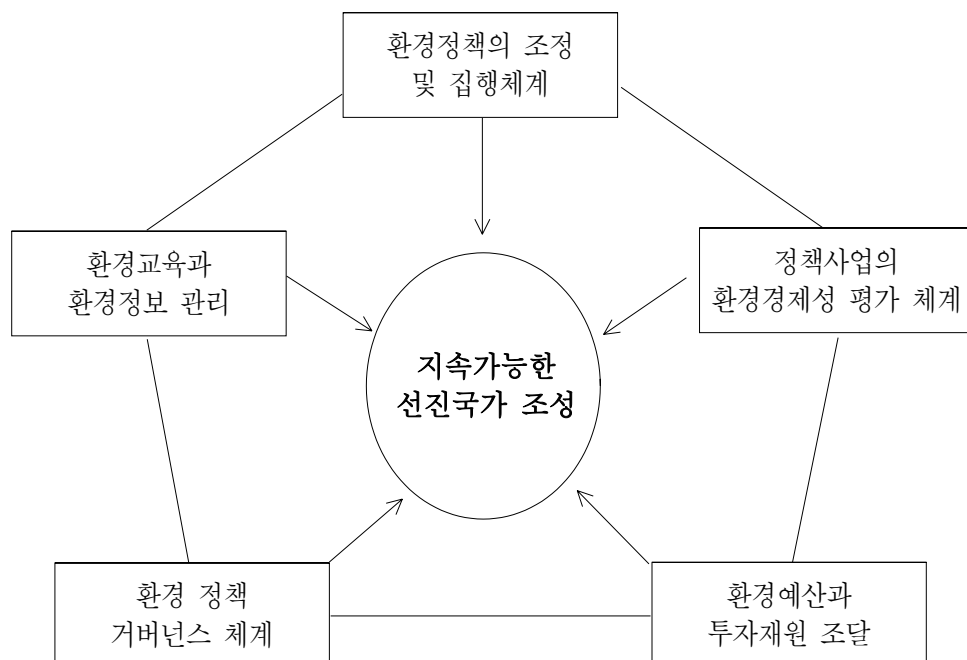 환경정책의 조정
및 집행체계
환경교육과
환경정보 관리
정책사업의
환경경제성 평가 체계
지속가능한
선진국가 조성
환경 정책
거버넌스 체계
환경예산과
투자재원 조달